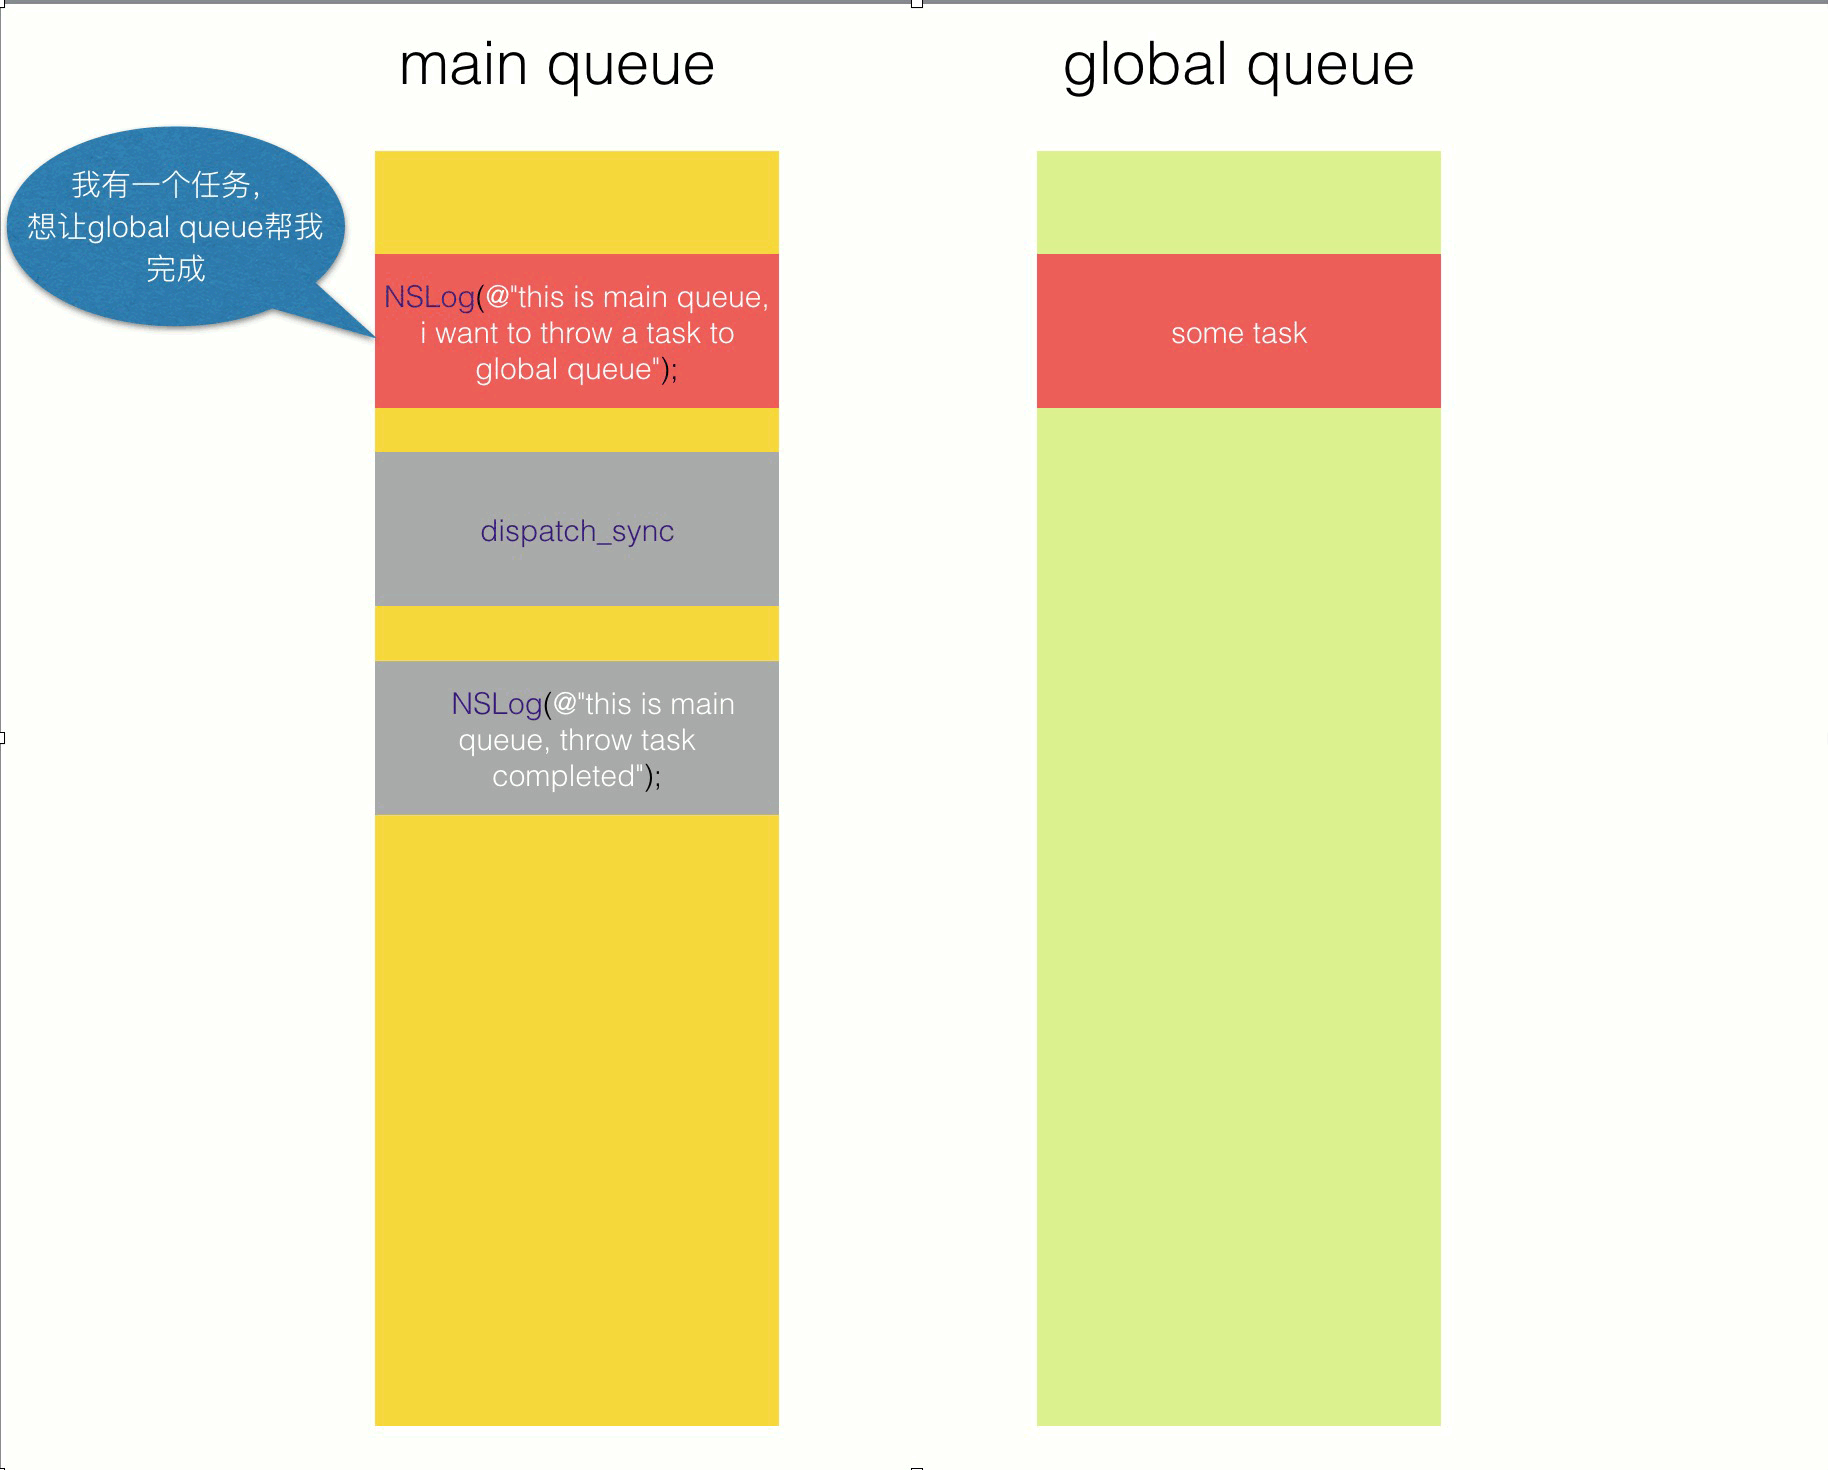 main queue
global queue
我有一个任务，
想让global queue帮我
完成
NSLog(@"this is main queue,
i want to throw a task to
global queue");
some task
dispatch_sync
NSLog(@"this is main
queue, throw task
completed");